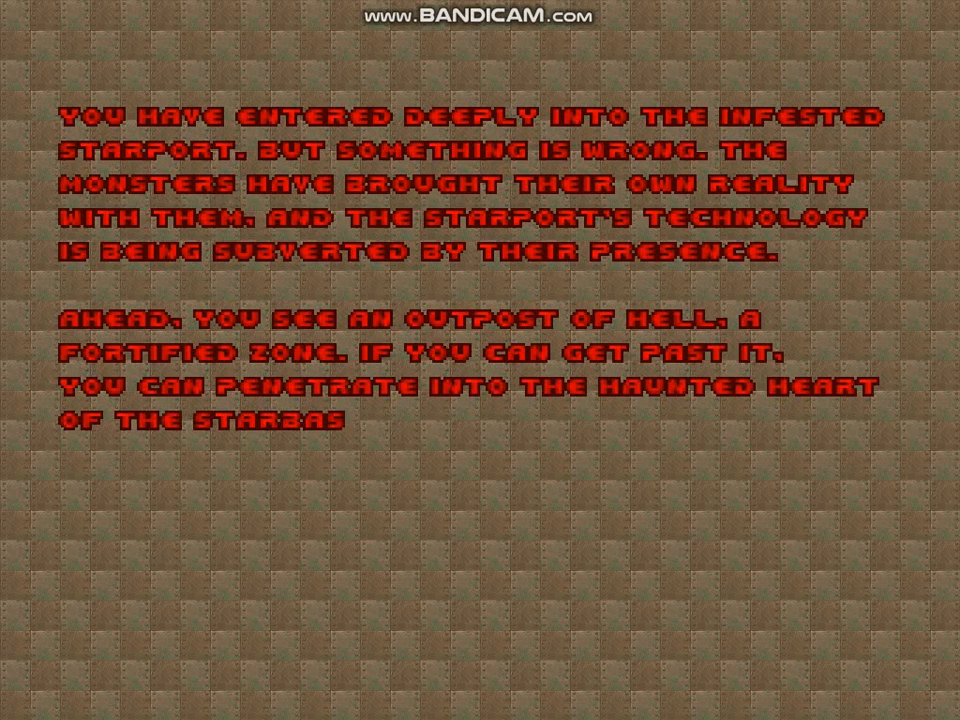 www.BANDICAM.com
YOU HAVE ENTERED DEEPLY INTO THE INFESTED
STARPORT. BUT SOMETHING IS WRONG. THE
MONSTERS HAVE BROUGHT THEIR OWN REALITY
WITH THEM, AND THE STARPORT'S TECHNOLOGY
IS BEING SUBVERTED BY THEIR PRESENCE.
AHEAD, YOU SEE AN OUTPOST OF HELL, A
FORTIFIED ZONE. IF YOU CAN GET PAST IT,
YOU CAN PENETRATE INTO THE HAUNTED HEART
OF THE STARBAS